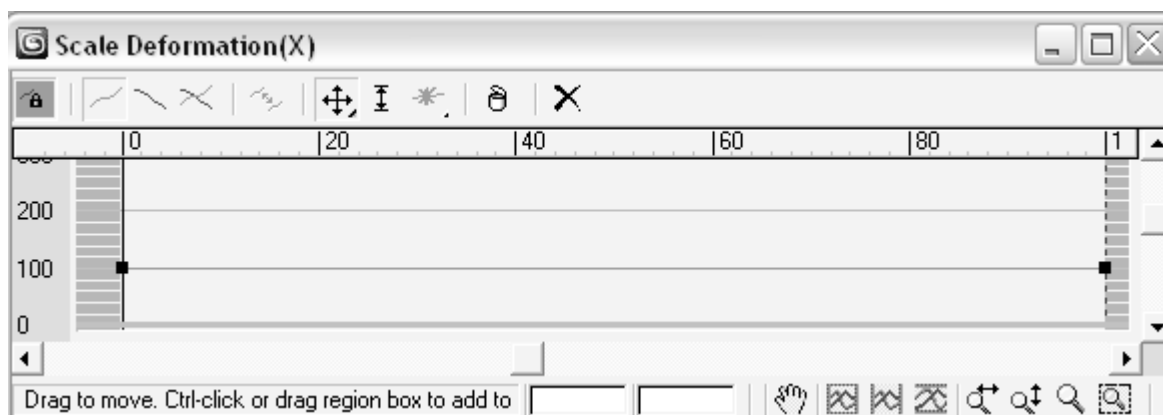 Scale Deformation(X)
0 20 40 60 80 1
200
100
0
Drag to move. Ctrl-click or drag region box to add to